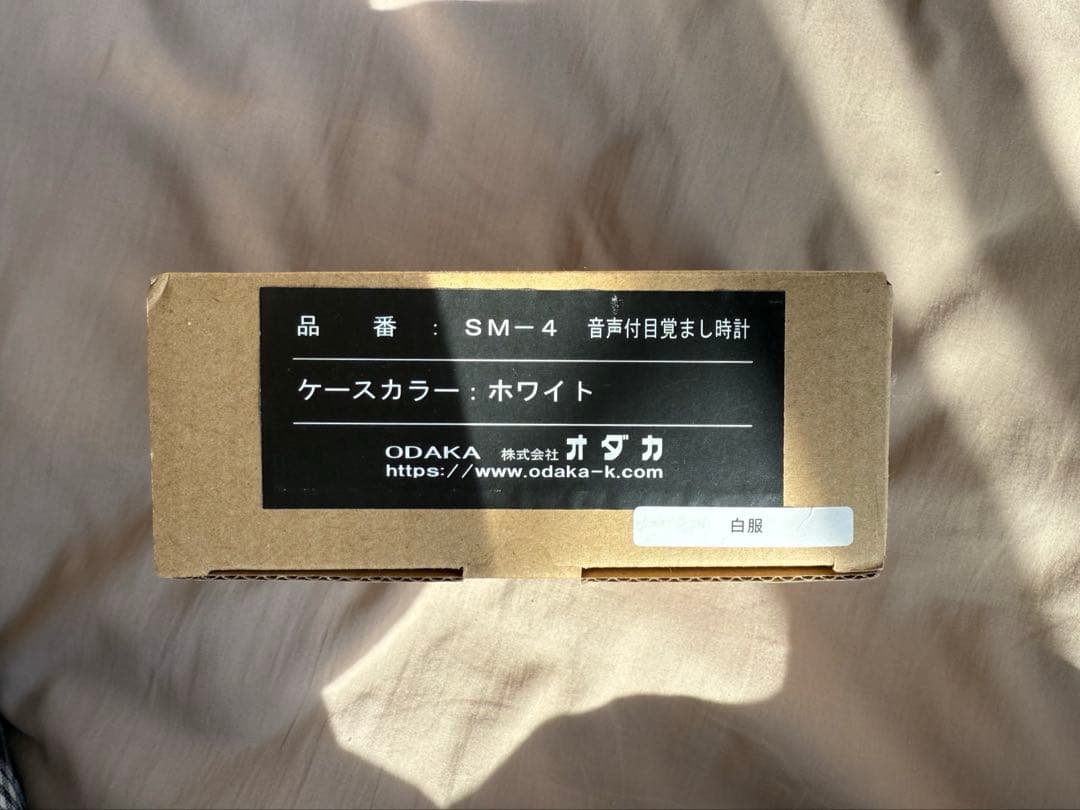 品　番：SM－4　音声付目覚まし時計
ケースカラー：ホワイト
ODAKA 株式会社オダカ
https://www.odaka-k.com
白服